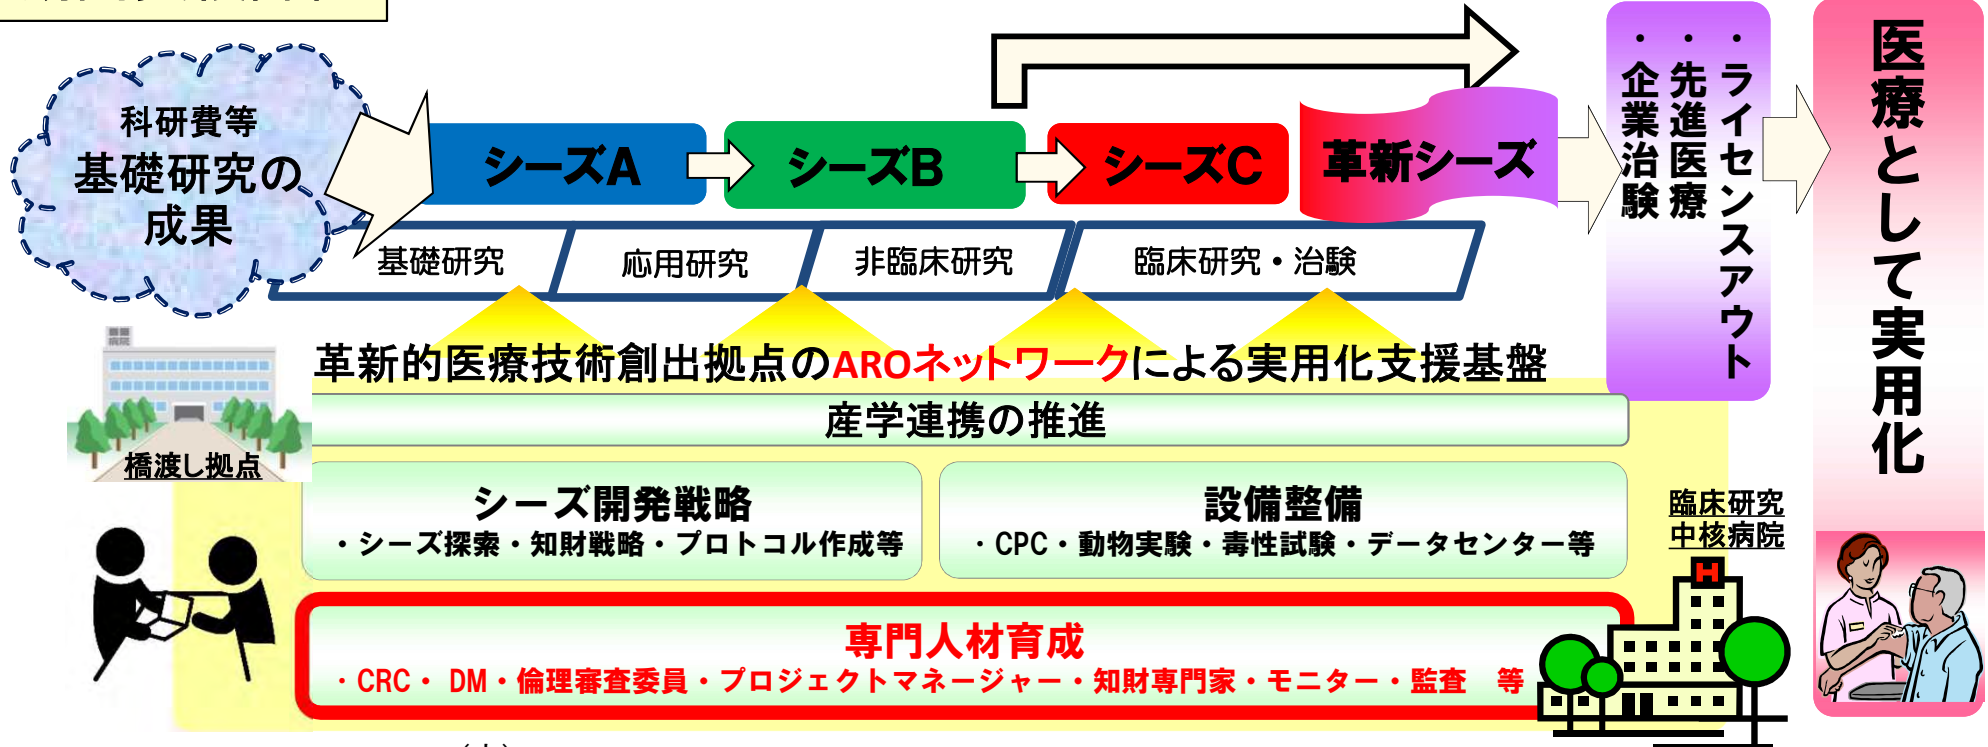 科研費等
基礎研究の
成果
シーズA
シーズB
シーズC
革新シーズ
基礎研究
応用研究
非臨床研究
臨床研究・治験
・ライセンスアウト
・先進医療
・企業治験
医療として実用化
革新的医療技術創出拠点のAROネットワークによる実用化支援基盤
産学連携の推進
病院
橋渡し拠点
シーズ開発戦略
・シーズ探索・知財戦略・プロトコル作成等
設備整備
・CPC・動物実験・毒性試験・データセンター等
臨床研究
中核病院
H
専門人材育成
・CRC・ DM・倫理審査委員・プロジェクトマネージャー・知財専門家・モニター・監査　等